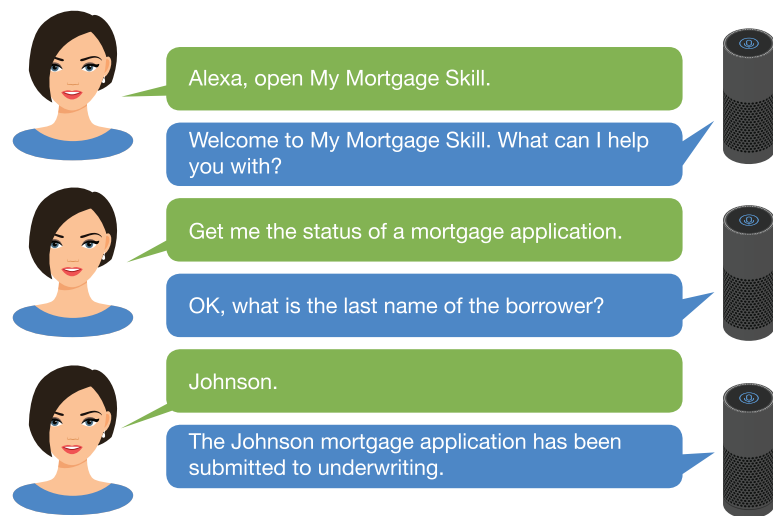 Alexa, open My Mortgage Skill.
Welcome to My Mortgage Skill. What can I help
you with?
Get me the status of a mortgage application.
OK, what is the last name of the borrower?
Johnson.
The Johnson mortgage application has been
submitted to underwriting.